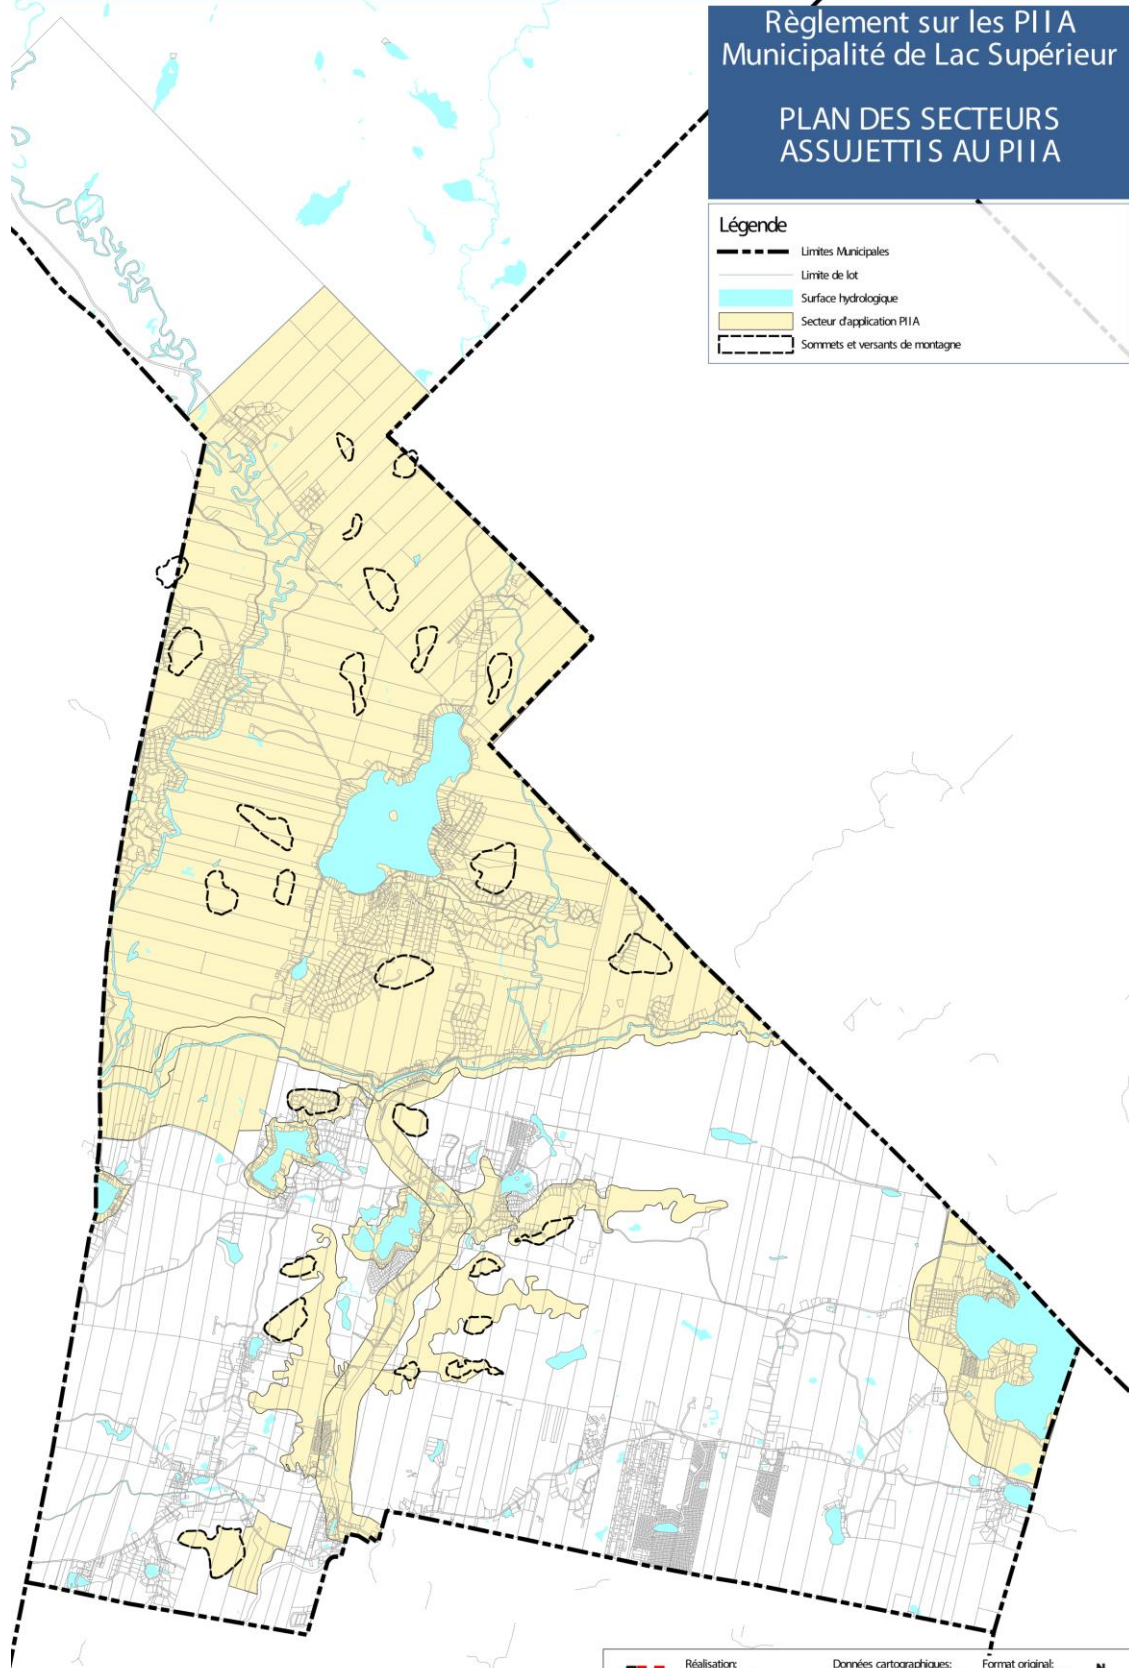 Règlement sur les PIIA
Municipalité de Lac Supérieur
PLAN DES SECTEURS
ASSUJETTIS AU PIIA
Légende
Limites Municipales
Limite de lot
Surface hydrologique
Secteur d'application PIIA
Sommets et versants de montagne
Réalisation: Données cartographiques: Format original: N